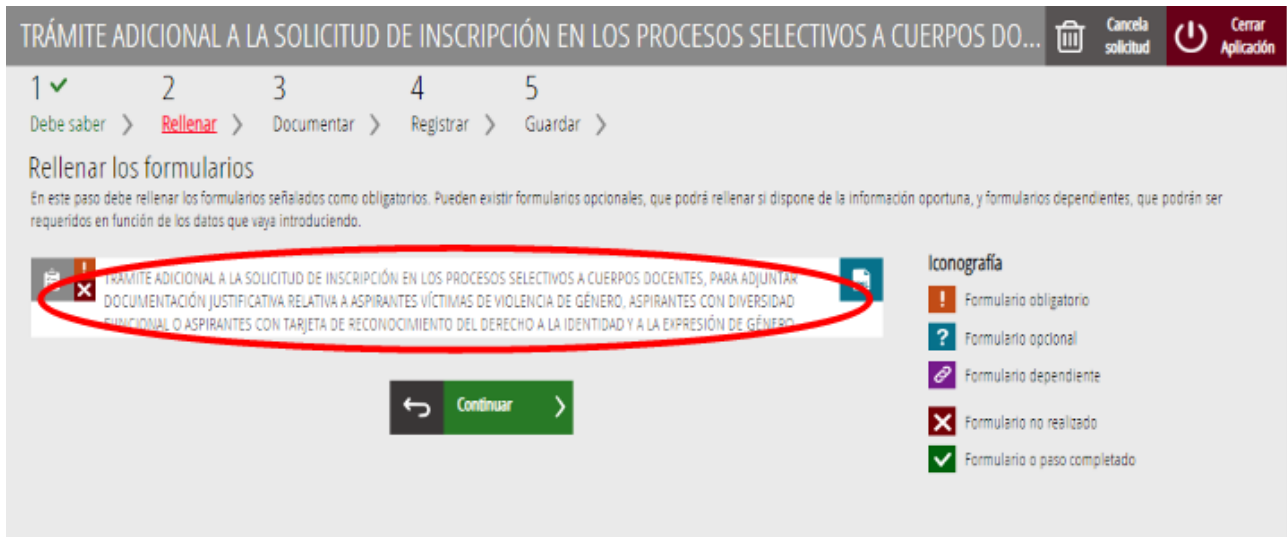 TRÁMITE ADICIONAL A LA SOLICITUD DE INSCRIPCIÓN EN LOS PROCESOS SELECTIVOS A CUERPOS DO...
Cancela
solicitud
Cerrar
Aplicación
1
2
3
4
5
Debe saber
Rellenar
Documentar
Registrar
Guardar
Rellenar los formularios
En este paso debe rellenar los formularios señalados como obligatorios. Pueden existir formularios opcionales, que podrá rellenar si dispone de la información oportuna, y formularios dependientes, que podrán ser
requeridos en función de los datos que vaya introduciendo.
TRÁMITE ADICIONAL A LA SOLICITUD DE INSCRIPCIÓN EN LOS PROCESOS SELECTIVOS A CUERPOS DOCENTES, PARA ADJUNTAR
DOCUMENTACIÓN JUSTIFICATIVA RELATIVA A ASPIRANTES VÍCTIMAS DE VIOLENCIA DE GÉNERO, ASPIRANTES CON DIVERSIDAD
FUNCIONAL O ASPIRANTES CON TARJETA DE RECONOCIMIENTO DEL DERECHO A LA IDENTIDAD Y A LA EXPRESIÓN DE GÉNERO
Continuar
Iconografía
! Formulario obligatorio
? Formulario opcional
Formulario dependiente
Formulario no realizado
Formulario o paso completado